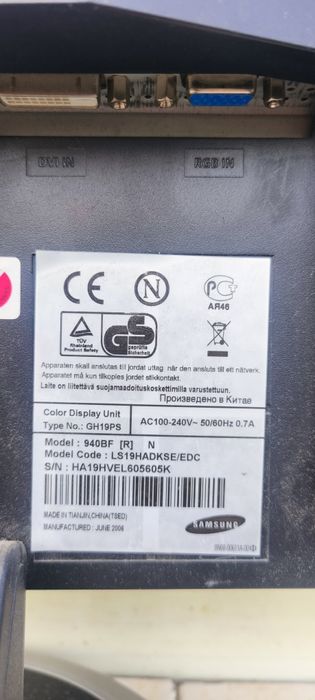 DVI IN
RGB IN
CE
N
PC
АЯ46
TÜV
Rheinland
Product Safety
GS
geprüfte
Sicherheit
Apparaten skall anslutas till jordat uttag när den ansluts till ett nätverk.
Apparatet må kun tilkoples jordet stikkontakt.
Laite on liitettävä suojamaadoituskoskettimilla varustettuun.
Произведено в Китае
Color Display Unit
Type No.: GH19PS
AC100-240V~ 50/60Hz 0.7A
Model : 940BF [R] N
Model Code : LS19HADKSE/EDC
S/N : HA19HVEL605605K
MADE IN TIANJIN,CHINA(TSED)
MANUFACTURED : JUNE 2006
SAMSUNG